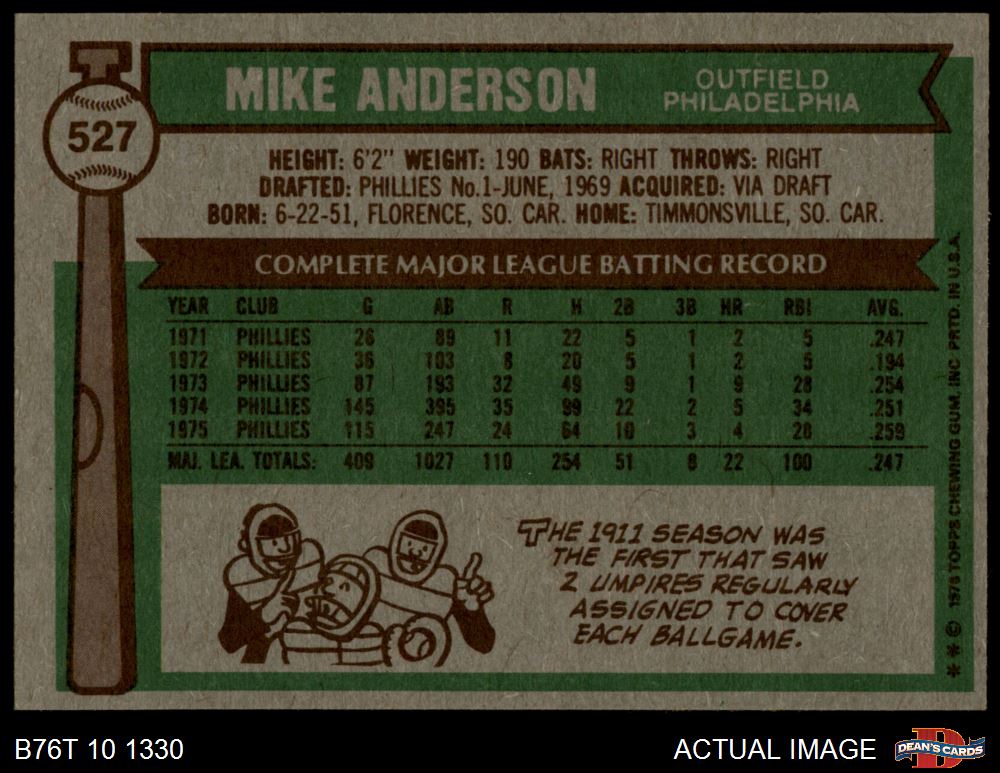 527
MIKE ANDERSON
OUTFIELD
PHILADELPHIA
HEIGHT: 6'2" WEIGHT: 190 BATS: RIGHT THROWS: RIGHT
DRAFTED: PHILLIES No.1-JUNE, 1969 ACQUIRED: VIA DRAFT
BORN: 6-22-51, FLORENCE, SO. CAR. HOME: TIMMONSVILLE, SO. CAR.
COMPLETE MAJOR LEAGUE BATTING RECORD
YEAR CLUB G AB R H 2B 3B HR RBI AVG.
1971 PHILLIES 26 89 11 22 5 1 2 5 .247
1972 PHILLIES 36 103 8 20 5 1 2 5 .194
1973 PHILLIES 87 193 32 49 9 1 9 28 .254
1974 PHILLIES 145 395 35 99 22 2 5 34 .251
1975 PHILLIES 115 247 24 64 10 3 4 28 .259
MAJ. LEA. TOTALS: 409 1027 110 254 51 8 22 100 .247
THE 1911 SEASON WAS
THE FIRST THAT SAW
2 UMPIRES REGULARLY
ASSIGNED TO COVER
EACH BALLGAME.
* * © 1976 TOPPS CHEWING GUM, INC PRTD. IN U.S.A.
B76T 10 1330
ACTUAL IMAGE
D
DEAN'S CARDS